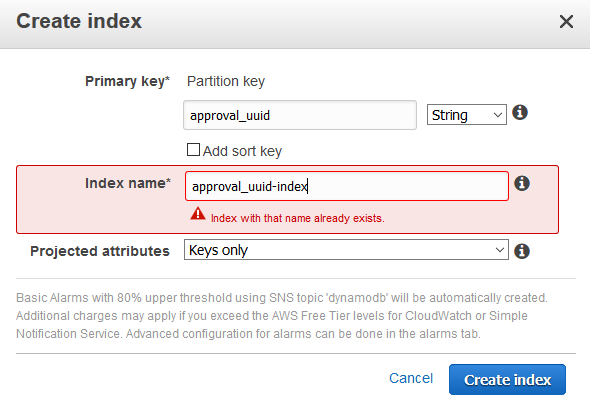 Create index
Primary key* Partition key
approval_uuid String
Add sort key
Index name* approval_uuid-index
Index with that name already exists.
Projected attributes Keys only
Basic Alarms with 80% upper threshold using SNS topic 'dynamodb' will be automatically created.
Additional charges may apply if you exceed the AWS Free Tier levels for CloudWatch or Simple
Notification Service. Advanced configuration for alarms can be done in the alarms tab.
Cancel Create index